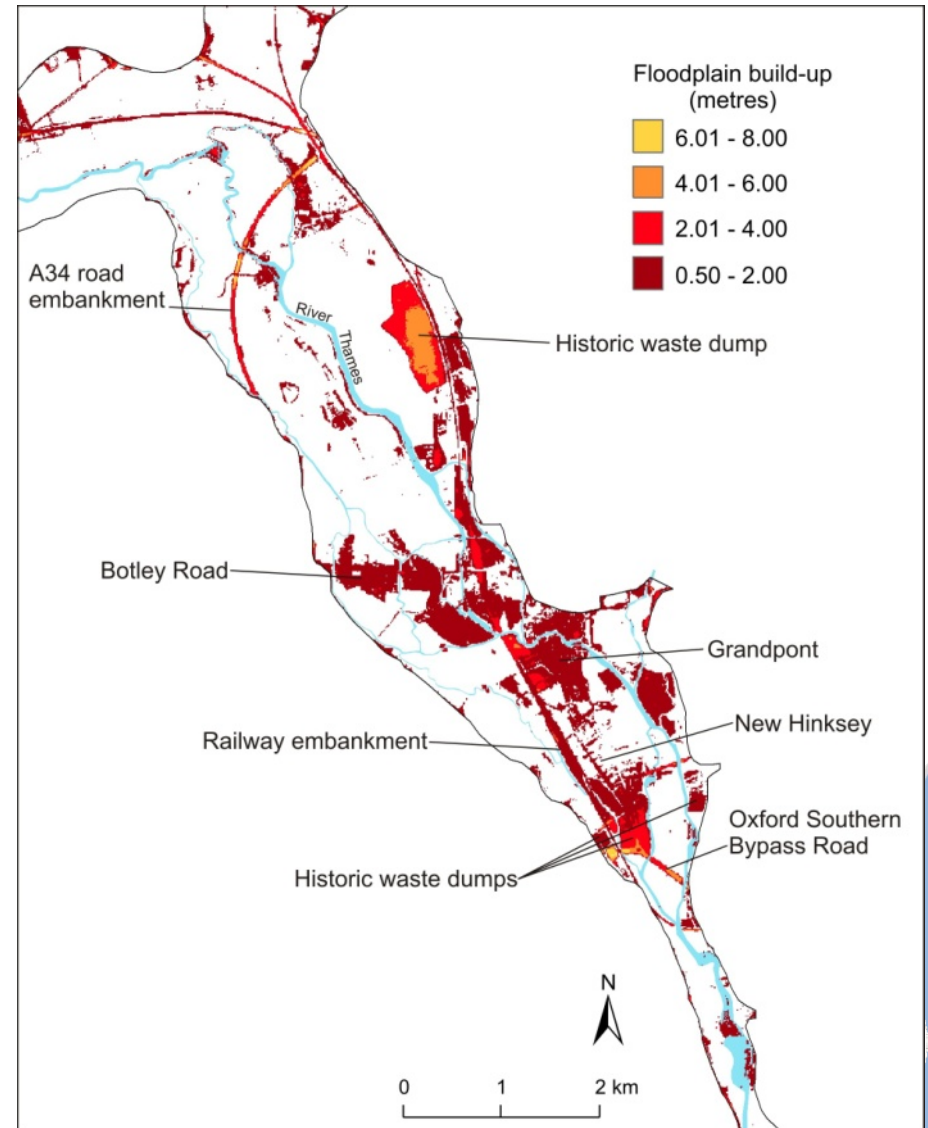 Floodplain build-up
(metres)
6.01 - 8.00
4.01 - 6.00
2.01 - 4.00
0.50 - 2.00
A34 road
embankment
River
Thames
Historic waste dump
Botley Road
Grandpont
New Hinksey
Railway embankment
Oxford Southern
Bypass Road
Historic waste dumps
N
0 1 2 km